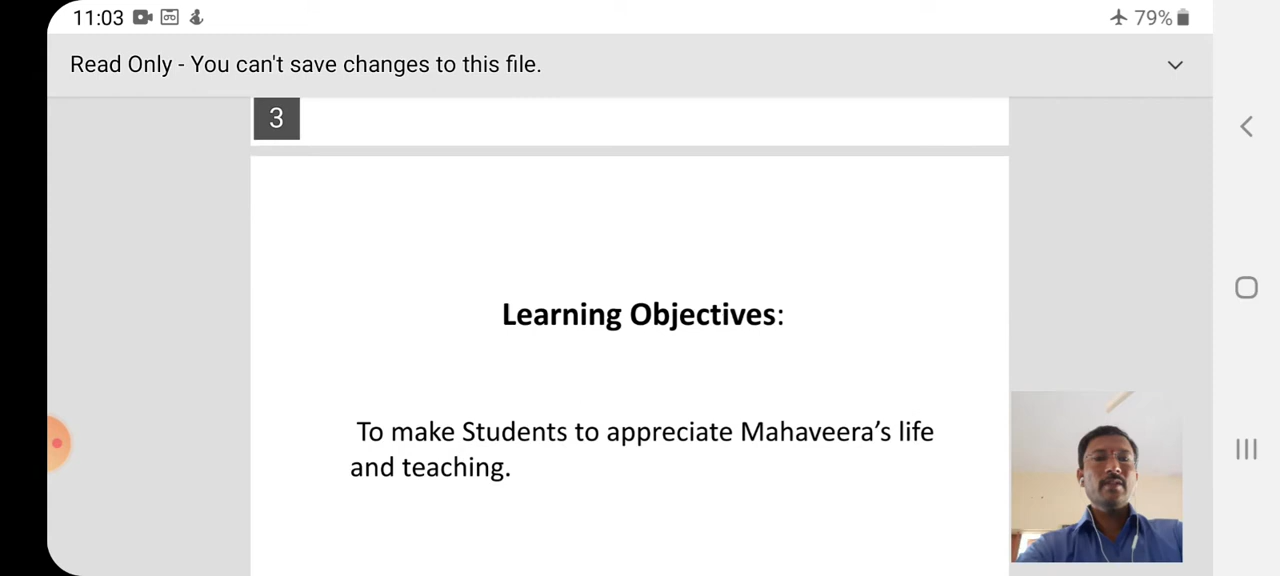 11:03
79%
Read Only - You can't save changes to this file.
3
Learning Objectives:
To make Students to appreciate Mahaveera's life
and teaching.